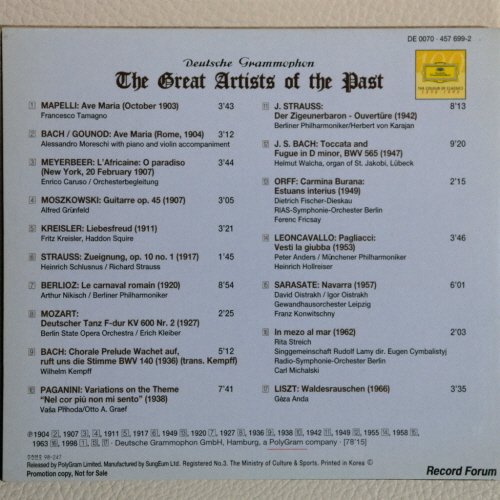 DE 0070 · 457 699-2
Deutsche Grammophon
The Great Artists of the Past
1 MAPELLI: Ave Maria (October 1903) 3'43
Francesco Tamagno
2 BACH / GOUNOD: Ave Maria (Rome, 1904) 3'12
Alessandro Moreschi with piano and violin accompaniment
3 MEYERBEER: L'Africaine: O paradiso
(New York, 20 February 1907) 3'44
Enrico Caruso / Orchesterbegleitung
4 MOSZKOWSKI: Guitarre op. 45 (1907) 3'05
Alfred Grünfeld
5 KREISLER: Liebesfreud (1911) 3'21
Fritz Kreisler, Haddon Squire
6 STRAUSS: Zueignung, op. 10 no. 1 (1917) 1'45
Heinrich Schlusnus / Richard Strauss
7 BERLIOZ: Le carnaval romain (1920) 8'54
Arthur Nikisch / Berliner Philharmoniker
8 MOZART: 2'25
Deutscher Tanz F-dur KV 600 Nr. 2 (1927)
Berlin State Opera Orchestra / Erich Kleiber
9 BACH: Chorale Prelude Wachet auf, 5'12
ruft uns die Stimme BWV 140 (1936) (trans. Kempff)
Wilhelm Kempff
10 PAGANINI: Variations on the Theme 7'41
"Nel cor più non mi sento" (1938)
Vaša Příhoda/Otto A. Graef
11 J. STRAUSS: 8'13
Der Zigeunerbaron - Ouvertüre (1942)
Berliner Philharmoniker/Herbert von Karajan
12 J. S. BACH: Toccata and 9'20
Fugue in D minor, BWV 565 (1947)
Helmut Walcha, organ of St. Jakobi, Lübeck
13 ORFF: Carmina Burana: 2'15
Estuans interius (1949)
Dietrich Fischer-Dieskau
RIAS-Symphonie-Orchester Berlin
Ferenc Fricsay
14 LEONCAVALLO: Pagliacci: 3'46
Vesti la giubba (1953)
Peter Anders / Münchener Philharmoniker
Heinrich Hollreiser
15 SARASATE: Navarra (1957) 6'01
David Oistrakh / Igor Oistrakh
Gewandhausorchester Leipzig
Franz Konwitschny
16 In mezo al mar (1962) 2'03
Rita Streich
Singgemeinschaft Rudolf Lamy dir. Eugen Cymbalistyj
Radio-Symphonie-Orchester Berlin
Carl Michalski
17 LISZT: Waldesrauschen (1966) 3'35
Géza Anda
Deutsche Grammophon GmbH, Hamburg, a PolyGram company · [78'15]
Released by PolyGram Limited. Manufactured by SungEum Ltd. Registered No.3. The Ministry of Culture & Sports. Printed in Korea ©
Promotion copy, Not for Sale
Record Forum